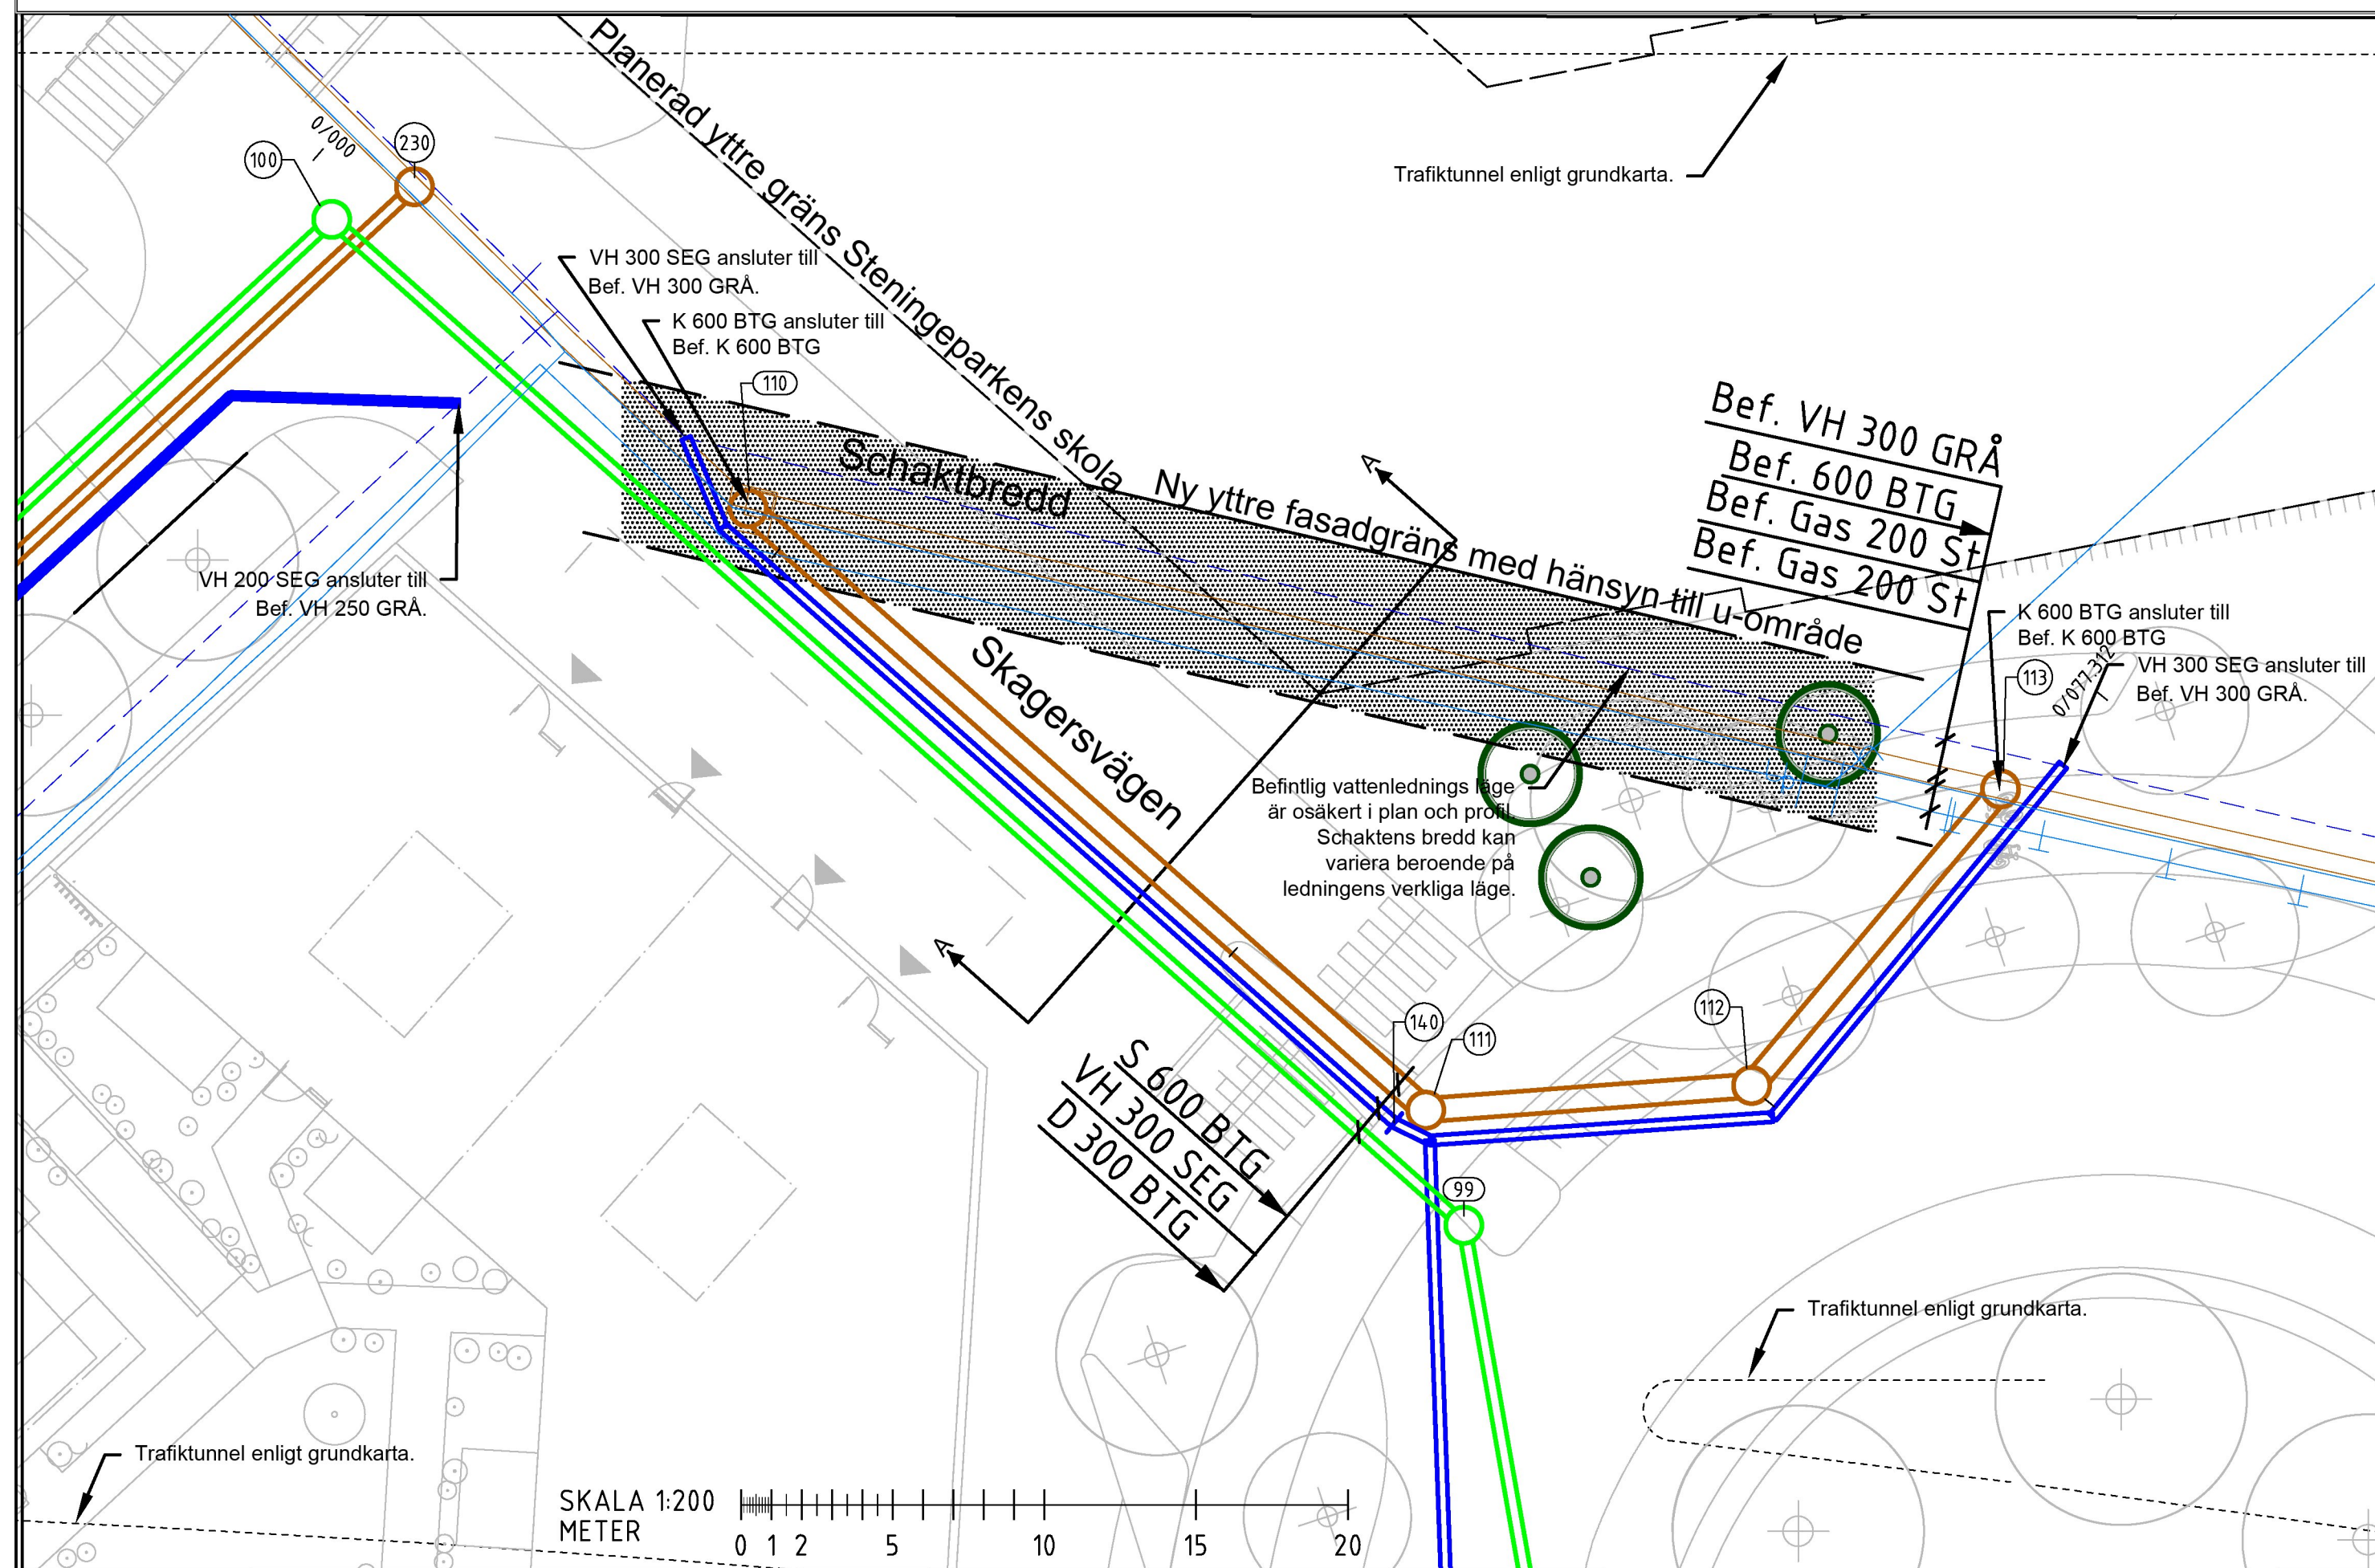 Planerad yttre gräns Steningeparkens skola
Trafiktunnel enligt grundkarta.
0/000
230
100
VH 300 SEG ansluter till
Bef. VH 300 GRÅ.
K 600 BTG ansluter till
Bef. K 600 BTG
110
Schaktbredd
Ny yttre fasadgräns med hänsyn till u-område
A
Bef. VH 300 GRÅ
Bef. 600 BTG
Bef. Gas 200 St
Bef. Gas 200 St
VH 200 SEG ansluter till
Bef. VH 250 GRÅ.
K 600 BTG ansluter till
Bef. K 600 BTG
113
0/077.312
VH 300 SEG ansluter till
Bef. VH 300 GRÅ.
Skagersvägen
Befintlig vattenlednings läge
är osäkert i plan och profil.
Schaktens bredd kan
variera beroende på
ledningens verkliga läge.
A
112
140
111
S 600 BTG
VH 300 SEG
D 300 BTG
99
Trafiktunnel enligt grundkarta.
Trafiktunnel enligt grundkarta.
SKALA 1:200
METER
0 1 2 5 10 15 20